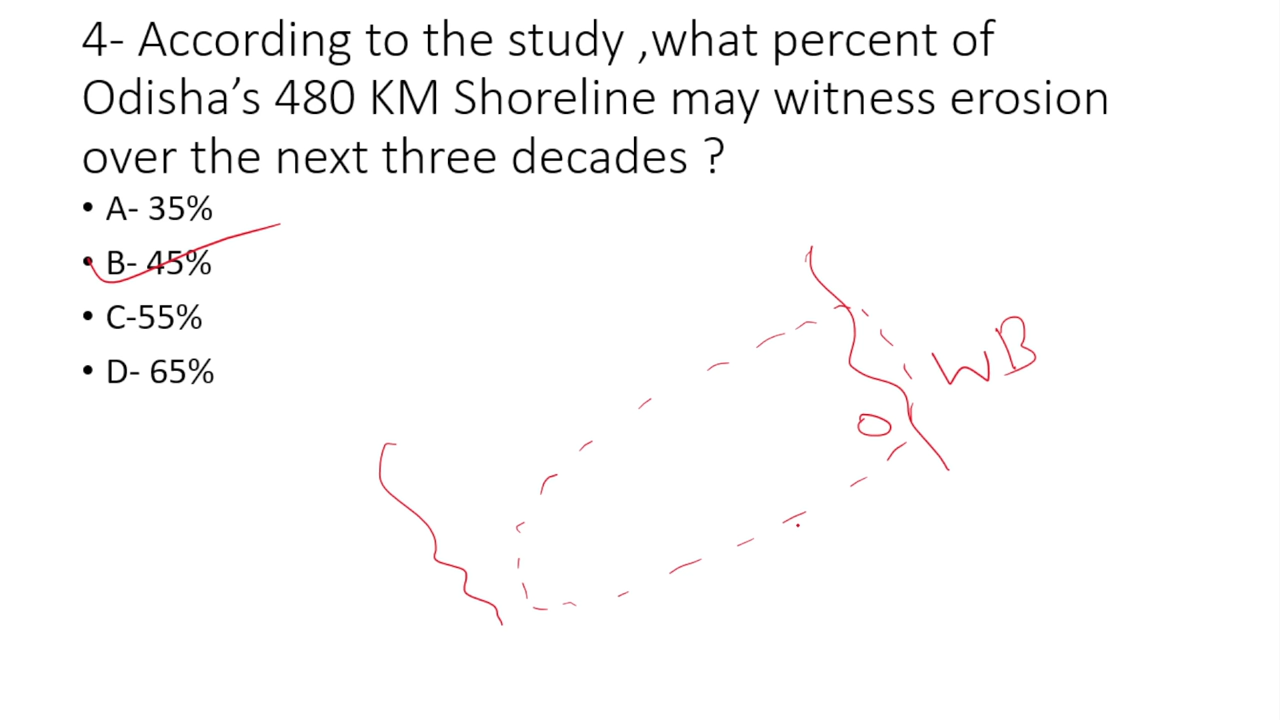 4- According to the study ,what percent of
Odisha’s 480 KM Shoreline may witness erosion
over the next three decades ?
• A- 35%
• B- 45%
• C-55%
• D- 65%
WB
O